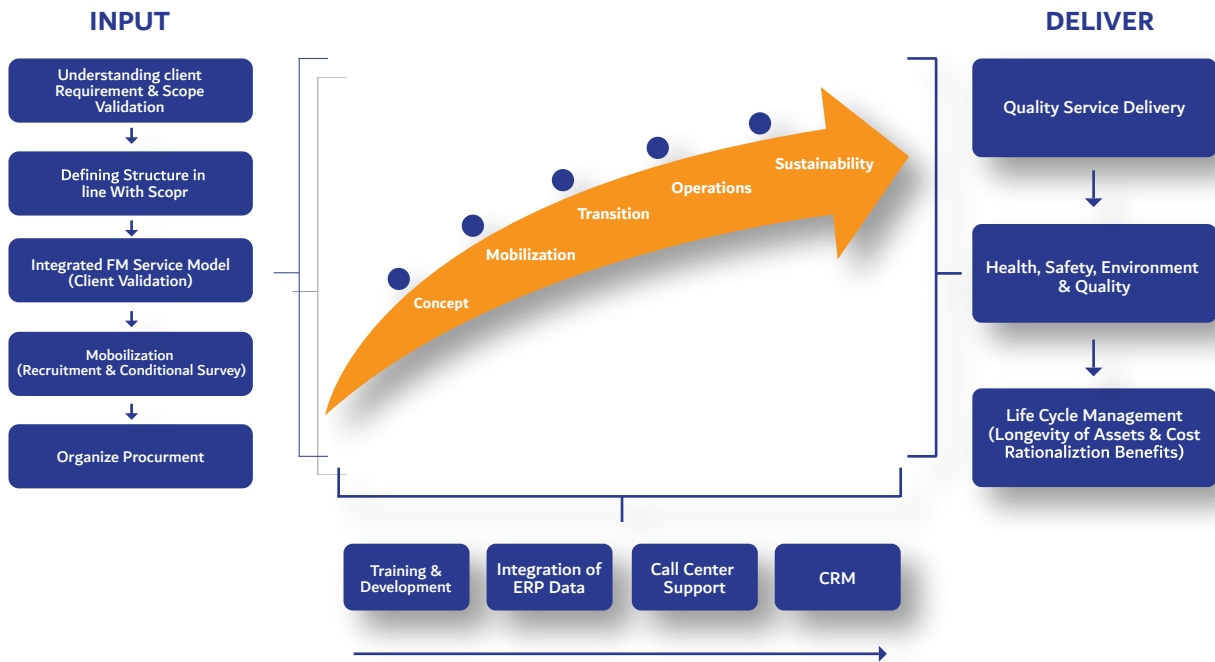 INPUT
Understanding client
Requirement & Scope
Validation
Defining Structure in
line With Scopr
Integrated FM Service Model
(Client Validation)
Moboilization
(Recruitment & Conditional Survey)
Organize Procurment
Concept
Mobilization
Transition
Operations
Sustainability
Training &
Development
Integration of
ERP Data
Call Center
Support
CRM
DELIVER
Quality Service Delivery
Health, Safety, Environment
& Quality
Life Cycle Management
(Longevity of Assets & Cost
Rationaliztion Benefits)